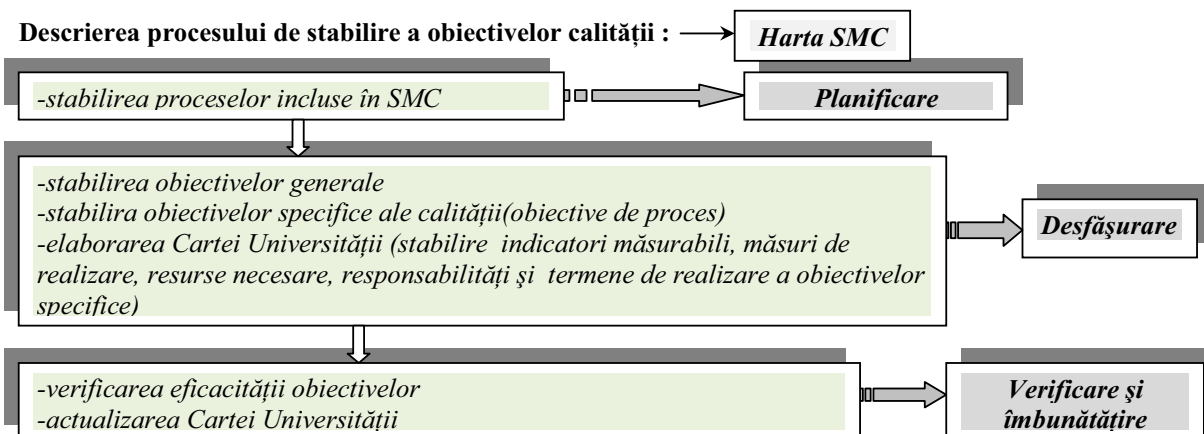 Descrierea procesului de stabilire a obiectivelor calității :
Harta SMC
-stabilirea proselor incluse în SMC
Planificare
-stabilirea obiectivelor generale
-stabilira obiectivelor specifice ale calității(obiective de proces)
-elaborarea Cartei Universității (stabilire indicatori măsurabili, măsuri de
realizare, resurse necesare, responsabilități şi termene de realizare a obiectivelor
specifice)
Desfăşurare
-verificarea eficacității obiectivelor
-actualizarea Cartei Universității
Verificare şi
îmbunătățire